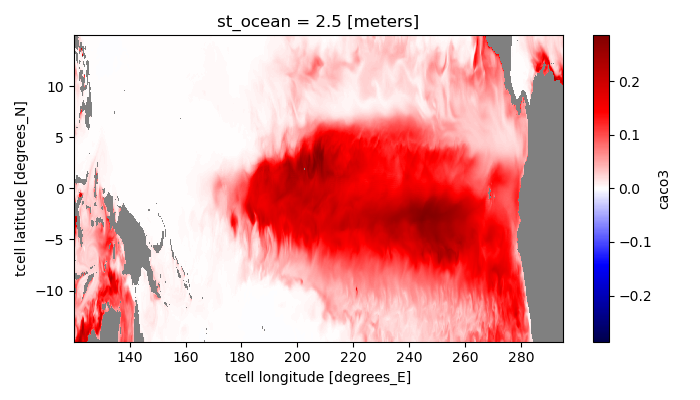 st_ocean = 2.5 [meters]
10
5
0
−5
−10
tcell latitude [degrees_N]
140 160 180 200 220 240 260 280
tcell longitude [degrees_E]
0.2
0.1
0.0
−0.1
−0.2
caco3